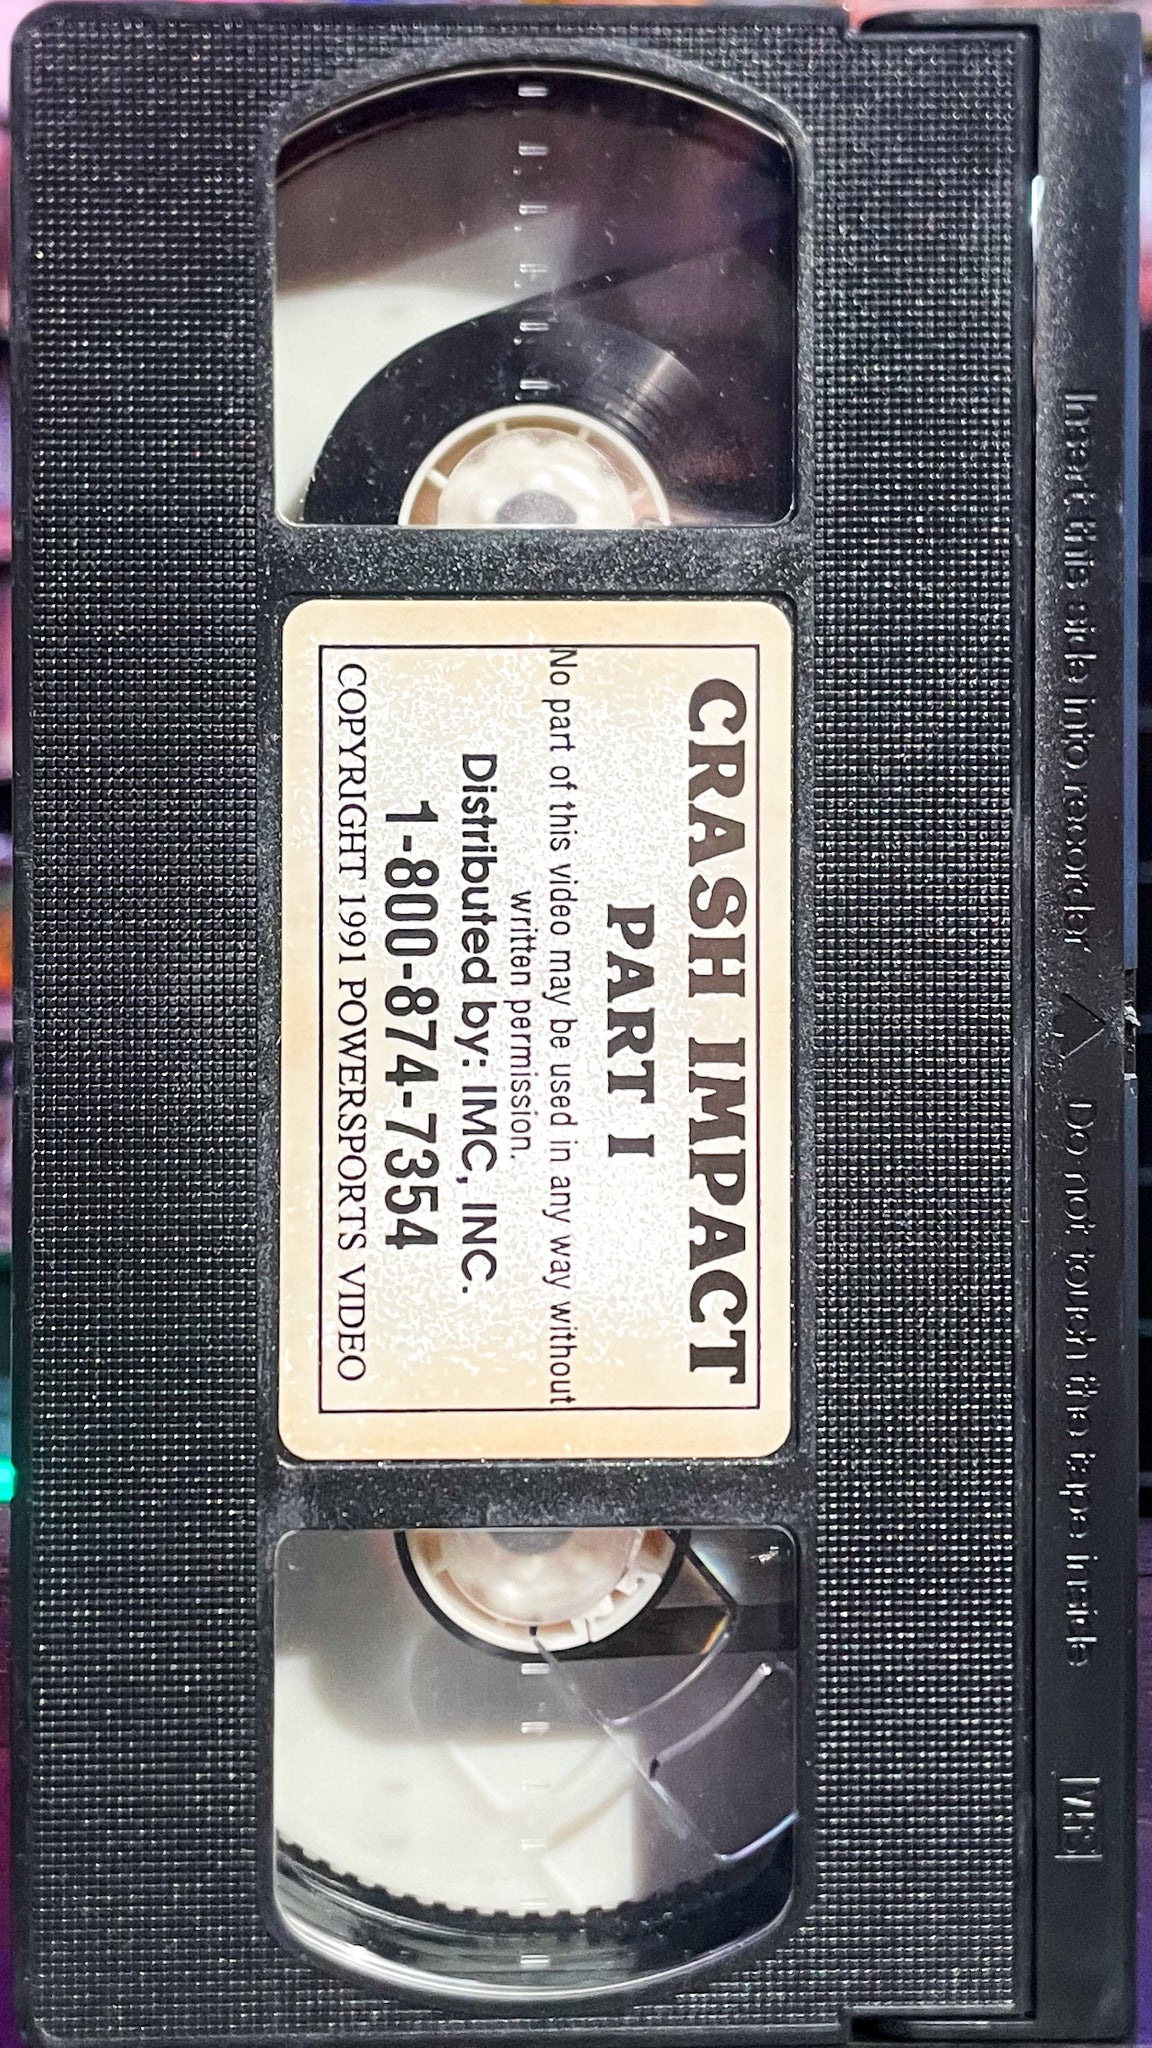 CRASH IMPACT
PART I
No part of this video may be used in any way without
written permission.
Distributed by: IMC, INC.
1-800-874-7354
COPYRIGHT 1991 POWERSPORTS VIDEO
Insert this side into recorder △ Do not touch the tape inside
VHS